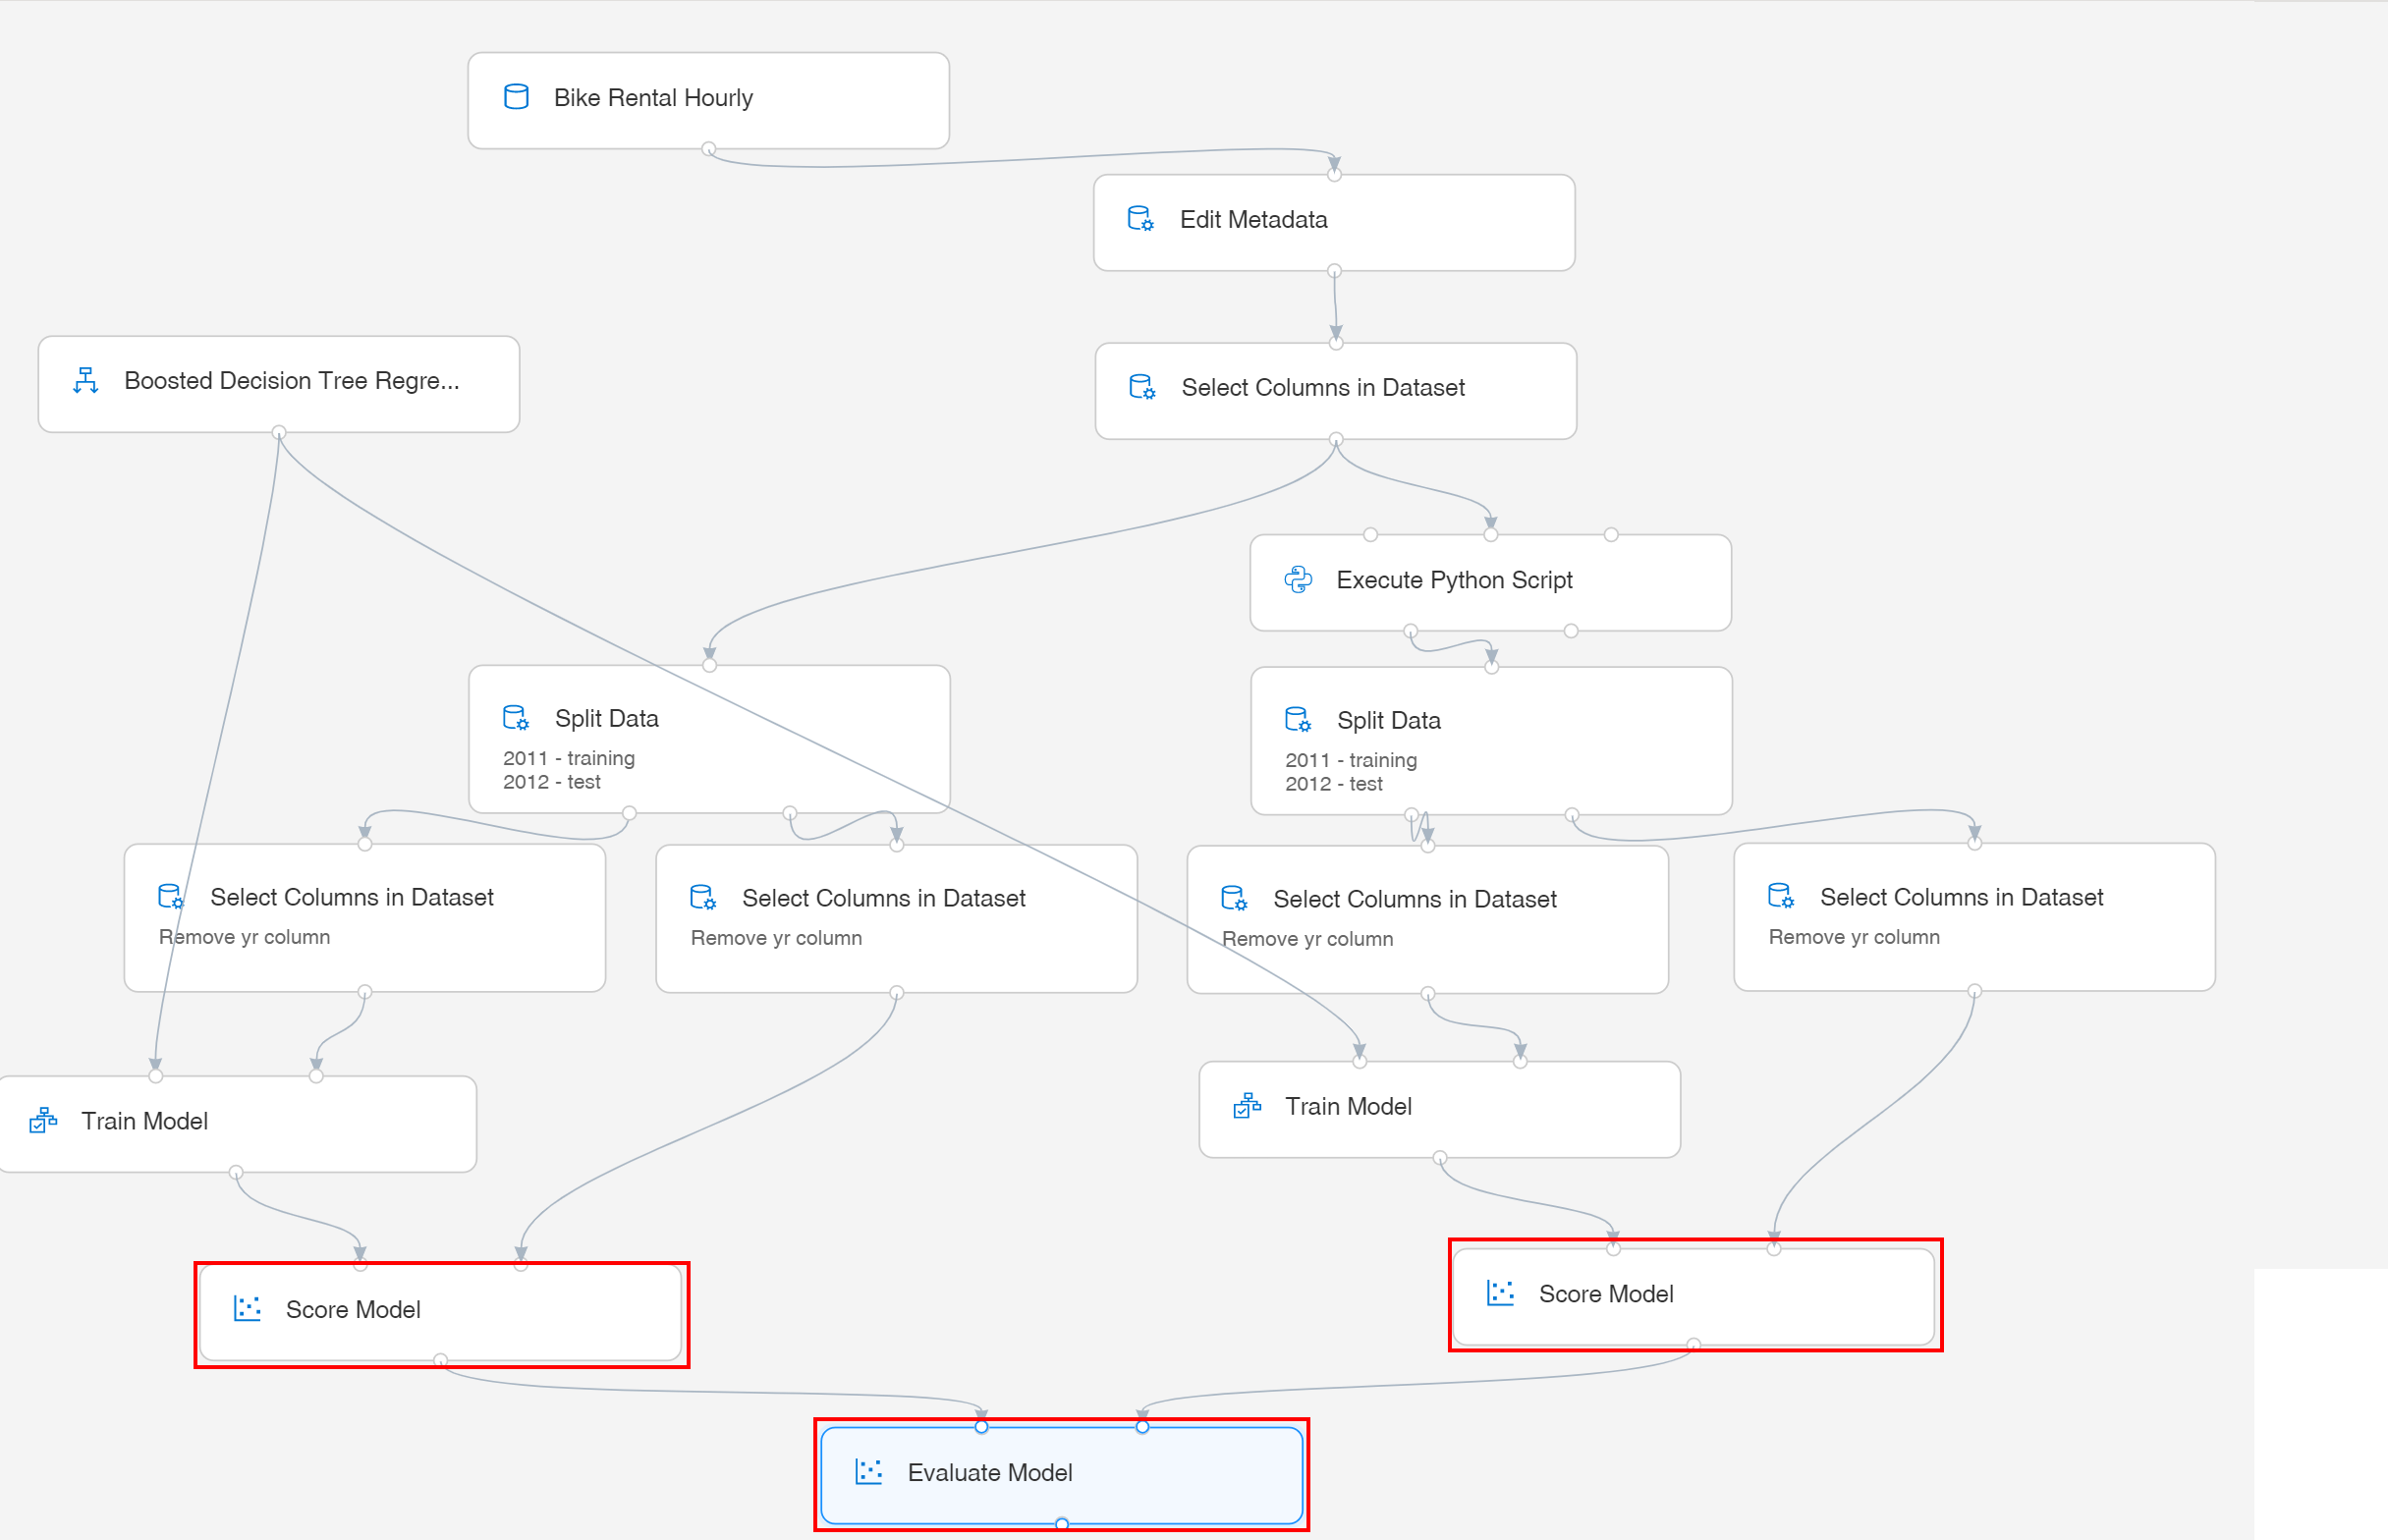 Bike Rental Hourly
Edit Metadata
Boosted Decision Tree Regre...
Select Columns in Dataset
Execute Python Script
Split Data
2011 - training
2012 - test
Split Data
2011 - training
2012 - test
Select Columns in Dataset
Remove yr column
Select Columns in Dataset
Remove yr column
Select Columns in Dataset
Remove yr column
Select Columns in Dataset
Remove yr column
Train Model
Train Model
Score Model
Score Model
Evaluate Model